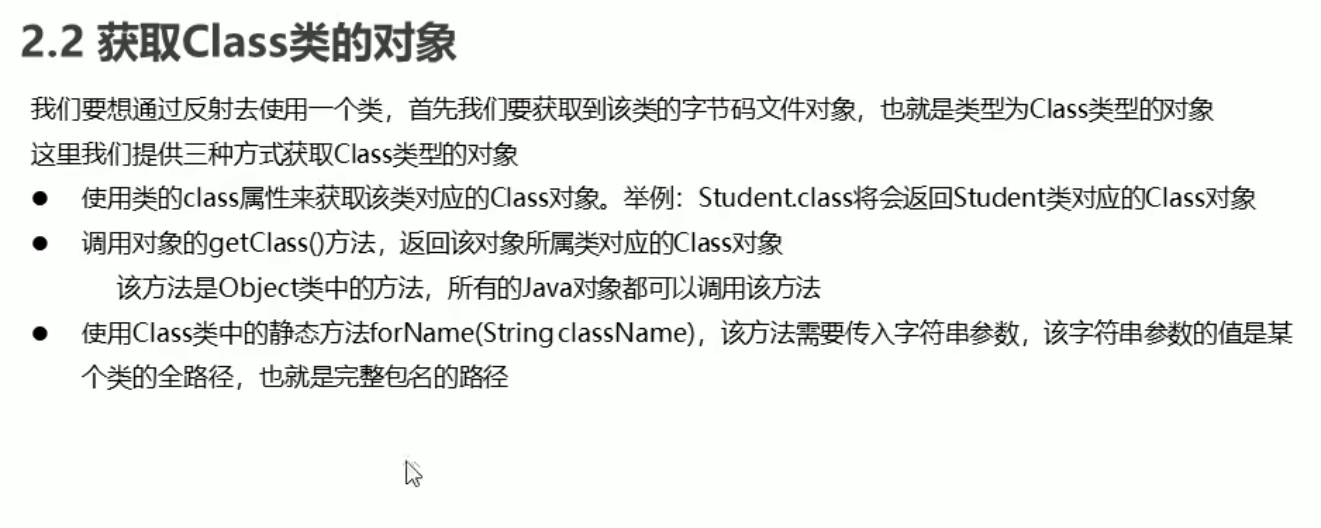 2.2 获取Class类的对象
我们要想通过反射去使用一个类，首先我们要获取到该类的字节码文件对象，也就是类型为Class类型的对象
这里我们提供三种方式获取Class类型的对象
● 使用类的class属性来获取该类对应的Class对象。举例：Student.class将会返回Student类对应的Class对象
● 调用对象的getClass()方法，返回该对象所属类对应的Class对象
该方法是Object类中的方法，所有的Java对象都可以调用该方法
● 使用Class类中的静态方法forName(String className)，该方法需要传入字符串参数，该字符串参数的值是某
个类的全路径，也就是完整包名的路径